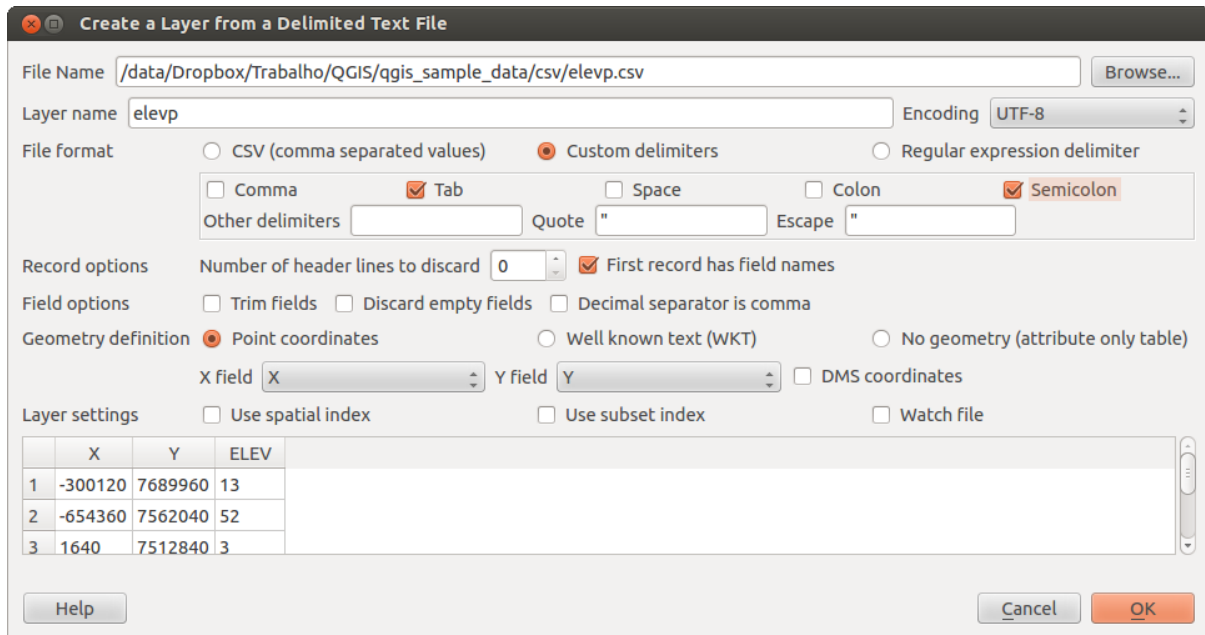 Create a Layer from a Delimited Text File
File Name /data/Dropbox/Trabalho/QGIS/qgis_sample_data/csv/elevp.csv Browse...
Layer name elevp Encoding UTF-8
File format CSV (comma separated values) Custom delimiters Regular expression delimiter
Comma Tab Space Colon Semicolon
Other delimiters Quote " Escape "
Record options Number of header lines to discard 0 First record has field names
Field options Trim fields Discard empty fields Decimal separator is comma
Geometry definition Point coordinates Well known text (WKT) No geometry (attribute only table)
X field X Y field Y DMS coordinates
Layer settings Use spatial index Use subset index Watch file
X Y ELEV
1 -300120 7689960 13
2 -654360 7562040 52
3 1640 7512840 3
Help Cancel OK